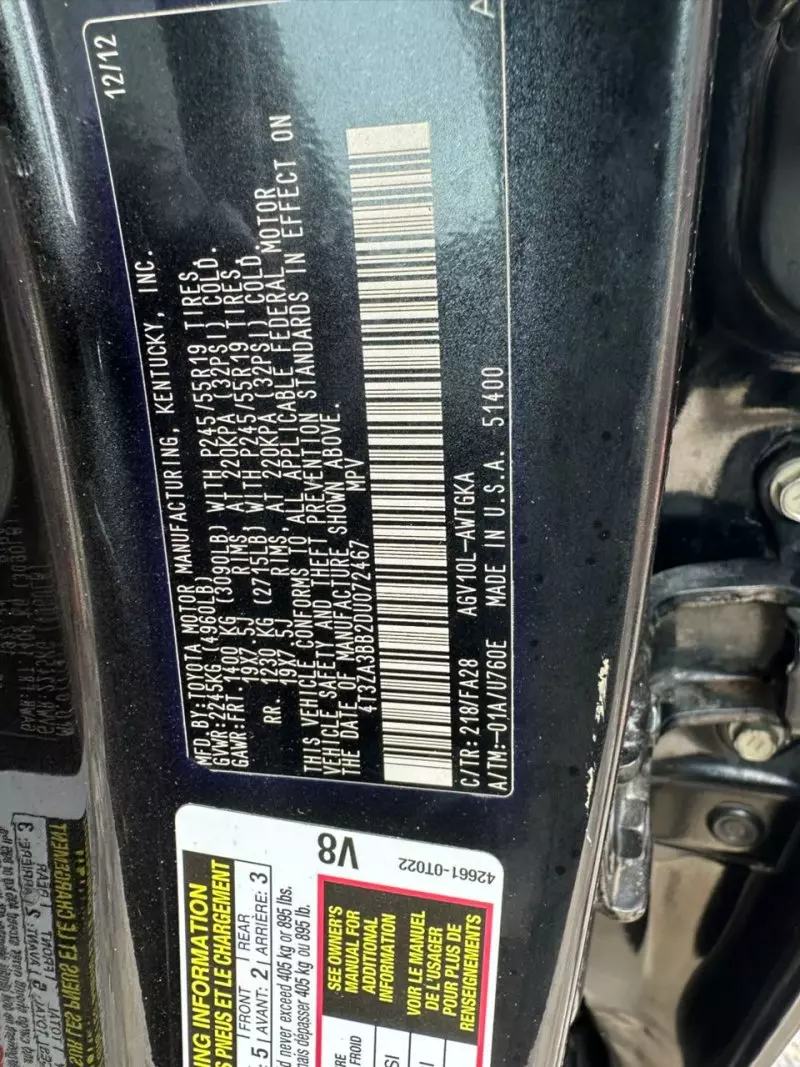 12/12
MFD.BY:TOYOTA MOTOR MANUFACTURING, KENTUCKY, INC.
GVWR:2245KG (4960LB)
GAWR:FRT. 1400 KG (3090LB) WITH P245/55R19 TIRES,
19X7.5J RIMS, AT 220KPA (32PSI) COLD.
RR. 1230 KG (2715LB) WITH P245/55R19 TIRES,
19X7.5J RIMS, AT 220KPA (32PSI) COLD.
THIS VEHICLE CONFORMS TO ALL APPLICABLE FEDERAL MOTOR
VEHICLE SAFETY AND THEFT PREVENTION STANDARDS IN EFFECT ON
THE DATE OF MANUFACTURE SHOWN ABOVE.
4T3ZA3BB2DU072467 MPV
C/TR: 218/FA28 AGV10L-AWTGKA
A/TM:-01A/U760E MADE IN U.S.A. 51400
A
ING INFORMATION
PNEUS ET LE CHARGEMENT
5 FRONT AVANT: 2 REAR ARRIÈRE: 3
never exceed 405 kg or 895 lbs.
dépasser 405 kg ou 895 lb.
V8
42661-0T022
SEE OWNER'S
MANUAL FOR
ADDITIONAL
INFORMATION
VOIR LE MANUEL
DE L'USAGER
POUR PLUS DE
RENSEIGNEMENTS
FROID